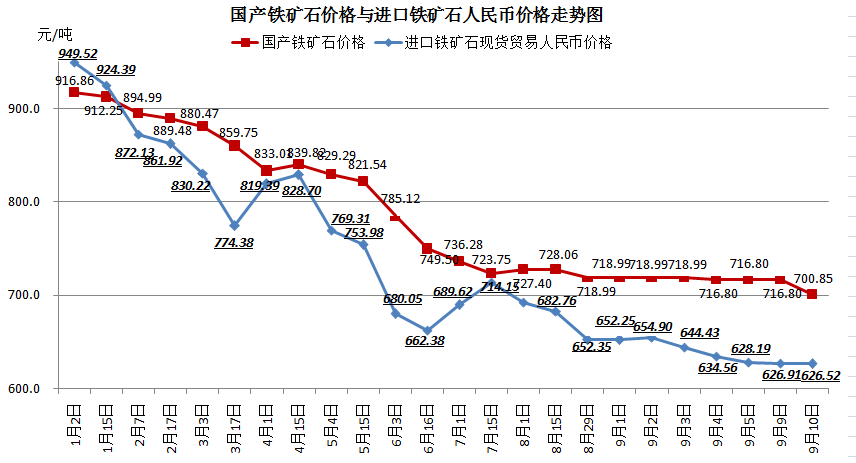 国产铁矿石价格与进口铁矿石人民币价格走势图
元/吨
国产铁矿石价格
进口铁矿石现货贸易人民币价格
949.52
924.39
916.86
912.25
894.99
889.48
880.47
859.75
833.01
839.82
829.29
821.54
785.12
749.50
736.28
723.75
727.40
728.06
718.99
718.99
718.99
718.99
716.80
716.80
716.80
700.85
872.13
861.92
830.22
774.38
819.39
828.70
769.31
753.98
680.05
662.38
689.62
714.15
692.76
682.76
652.35
652.25
654.90
644.43
634.56
628.19
626.91
626.52
900.0
800.0
700.0
600.0
1月2日
1月15日
2月7日
2月17日
3月3日
3月17日
4月1日
4月15日
5月4日
5月15日
6月3日
6月16日
7月1日
7月15日
8月1日
8月15日
8月29日
9月1日
9月2日
9月3日
9月4日
9月5日
9月9日
9月10日